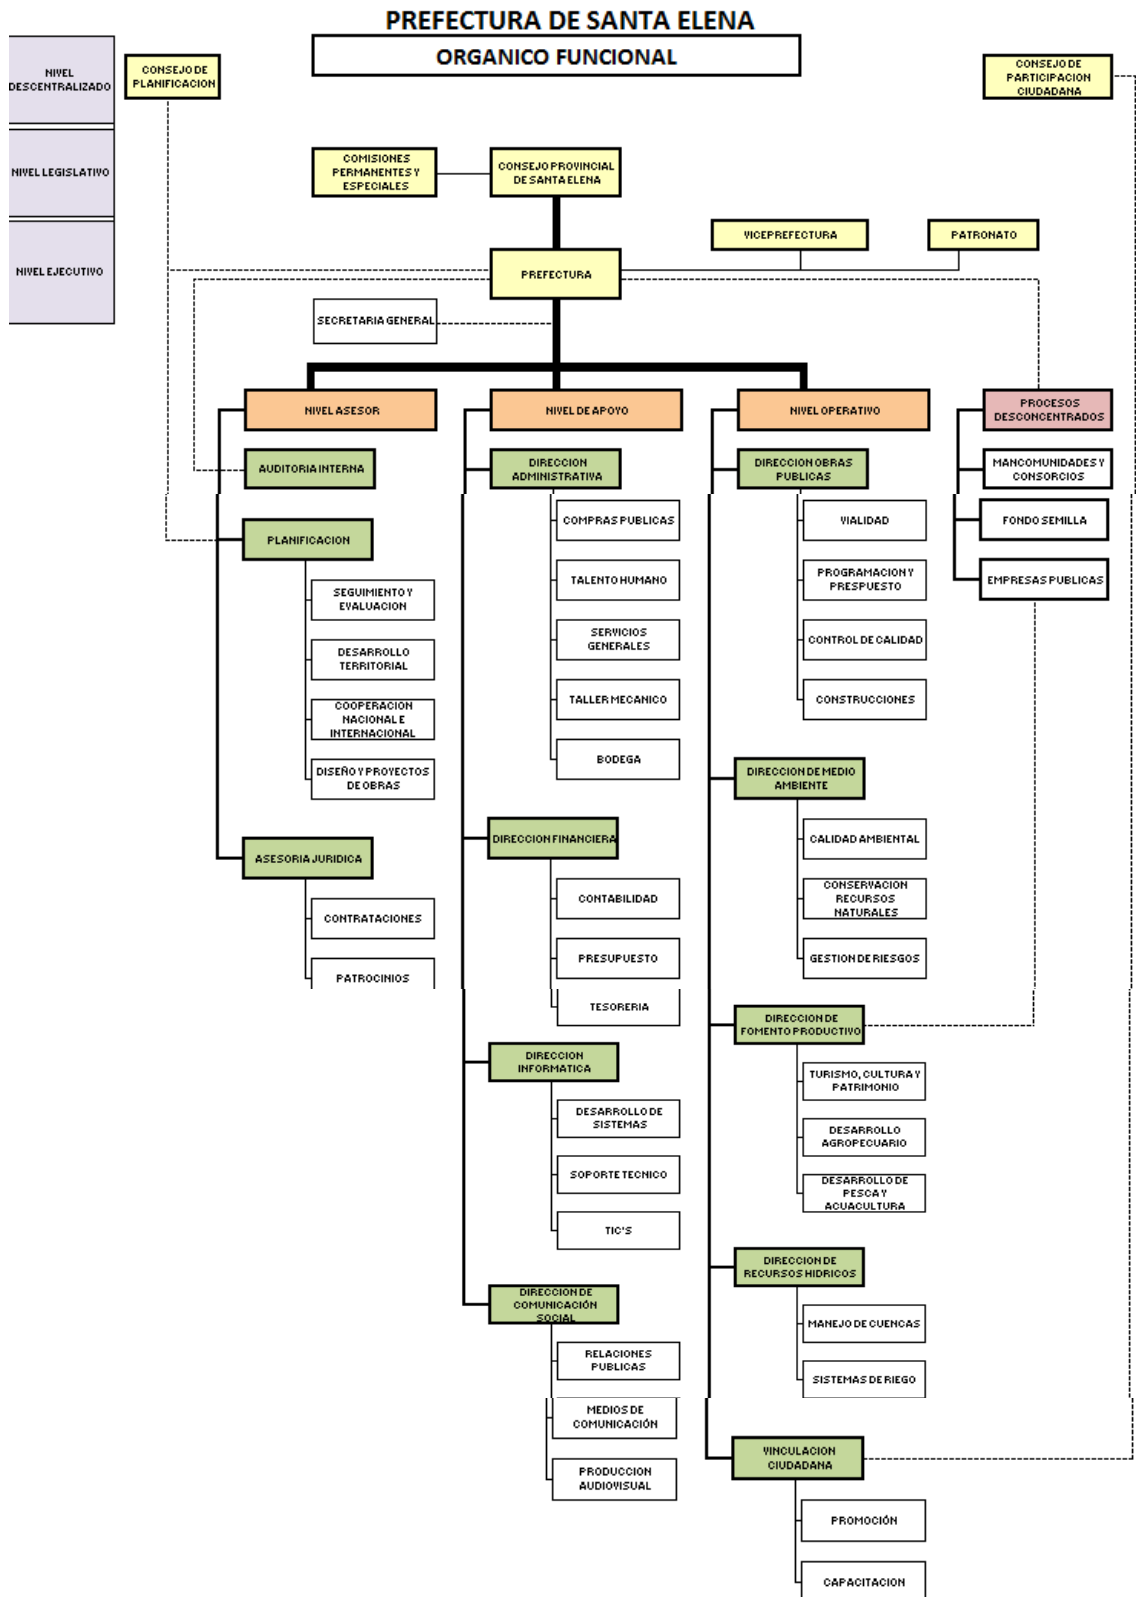 PREFECTURA DE SANTA ELENA
ORGANICO FUNCIONAL
NIVEL
DESCENTRALIZADO
NIVEL LEGISLATIVO
NIVEL EJECUTIVO
CONSEJO DE
PLANIFICACION
CONSEJO DE
PARTICIPACION
CIUDADANA
COMISIONES
PERMANENTES Y
ESPECIALES
CONSEJO PROVINCIAL
DE SANTA ELENA
VICEPREFECTURA
PATRONATO
PREFECTURA
SECRETARIA GENERAL
NIVEL ASESOR
AUDITORIA INTERNA
PLANIFICACION
SEGUIMIENTO Y
EVALUACION
DESARROLLO
TERRITORIAL
COOPERACION
NACIONAL E
INTERNACIONAL
DISEÑO Y PROYECTOS
DE OBRAS
ASESORIA JURIDICA
CONTRATACIONES
PATROCINIOS
NIVEL DE APOYO
DIRECCION
ADMINISTRATIVA
COMPRAS PUBLICAS
TALENTO HUMANO
SERVICIOS
GENERALES
TALLER MECANICO
BODEGA
DIRECCION FINANCIERA
CONTABILIDAD
PRESUPUESTO
TESORERIA
DIRECCION
INFORMATICA
DESARROLLO DE
SISTEMAS
SOPORTE TECNICO
TIC'S
DIRECCION DE
COMUNICACIÓN
SOCIAL
RELACIONES
PUBLICAS
MEDIOS DE
COMUNICACIÓN
PRODUCCION
AUDIOVISUAL
NIVEL OPERATIVO
DIRECCION OBRAS
PUBLICAS
VIALIDAD
PROGRAMACION Y
PRESPUESTO
CONTROL DE CALIDAD
CONSTRUCCIONES
DIRECCION DE MEDIO
AMBIENTE
CALIDAD AMBIENTAL
CONSERVACION
RECURSOS
NATURALES
GESTION DE RIESGOS
DIRECCION DE
FOMENTO PRODUCTIVO
TURISMO, CULTURA Y
PATRIMONIO
DESARROLLO
AGROPECUARIO
DESARROLLO DE
PESCA Y
ACUACULTURA
DIRECCION DE
RECURSOS HIDRICOS
MANEJO DE CUENCAS
SISTEMAS DE RIEGO
VINCULACION
CIUDADANA
PROMOCIÓN
CAPACITACION
PROCESOS
DESCONCENTRADOS
MANCOMUNIDADES Y
CONSORCIOS
FONDO SEMILLA
EMPRESAS PUBLICAS